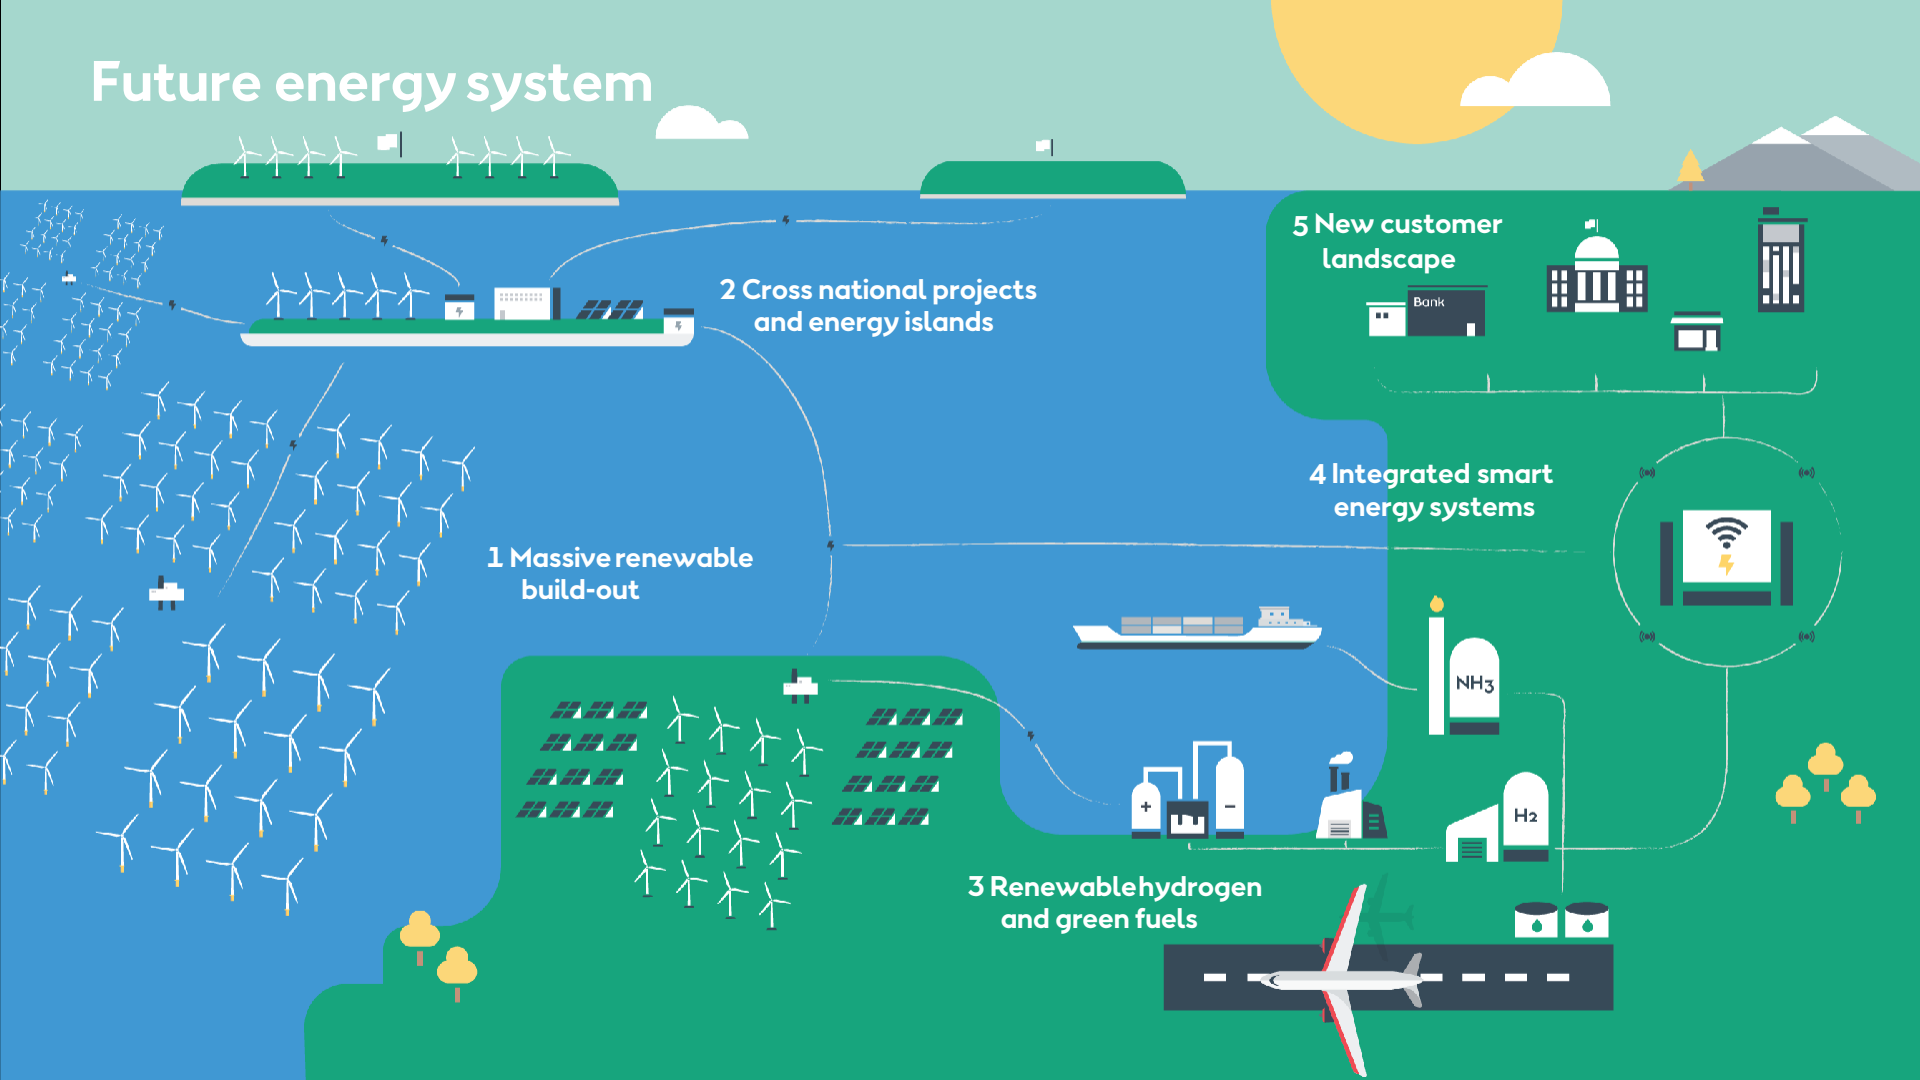 Future energy system
5 New customer
landscape
Bank
2 Cross national projects
and energy islands
4 Integrated smart
energy systems
1 Massive renewable
build-out
NH3
+
−
H2
3 Renewable hydrogen
and green fuels